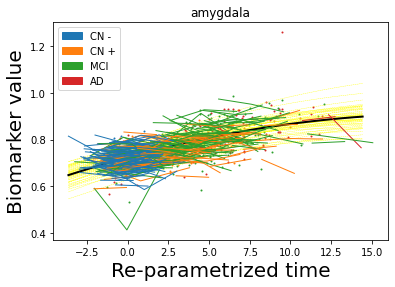 amygdala
CN -
CN +
MCI
AD
Biomarker value
1.2
1.0
0.8
0.6
0.4
−2.5 0.0 2.5 5.0 7.5 10.0 12.5 15.0
Re-parametrized time